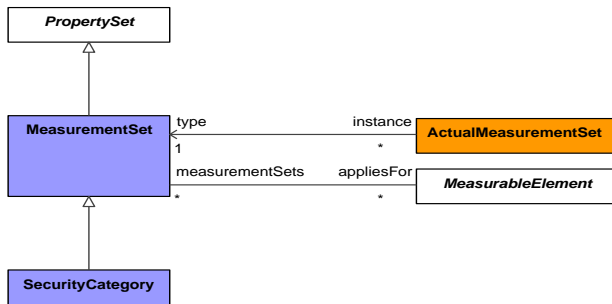 PropertySet
MeasurementSet
type
instance
ActualMeasurementSet
1
*
measurementSets
appliesFor
MeasurableElement
*
*
SecurityCategory